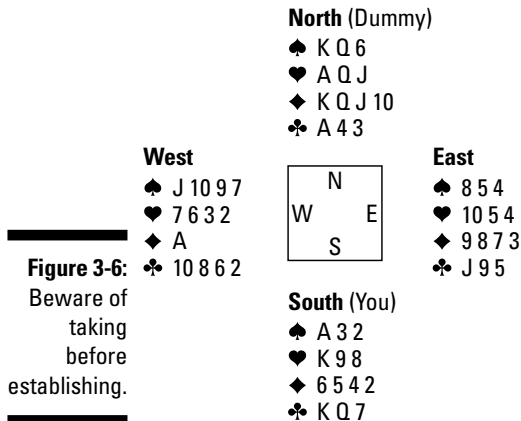 North (Dummy)
♠ K Q 6
♥ A Q J
♦ K Q J 10
♣ A 4 3
West
♠ J 10 9 7
♥ 7 6 3 2
♦ A
♣ 10 8 6 2
N
W E
S
East
♠ 8 5 4
♥ 10 5 4
♦ 9 8 7 3
♣ J 9 5
South (You)
♠ A 3 2
♥ K 9 8
♦ 6 5 4 2
♣ K Q 7
Figure 3-6:
Beware of
taking
before
establishing.